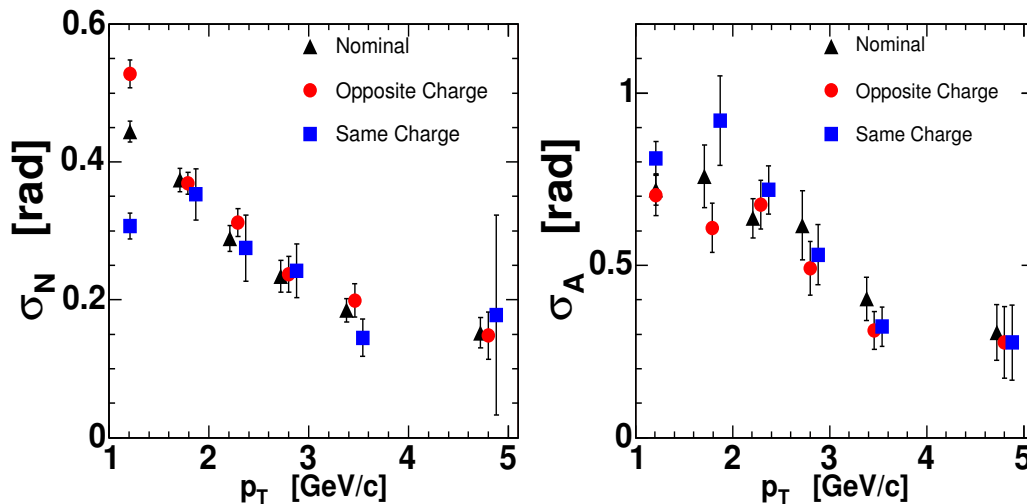 0.6
0.4
0.2
0
σN [rad]
Nominal
Opposite Charge
Same Charge
1 2 3 4 5
pT [GeV/c]
1
0.5
0
σA [rad]
Nominal
Opposite Charge
Same Charge
1 2 3 4 5
pT [GeV/c]